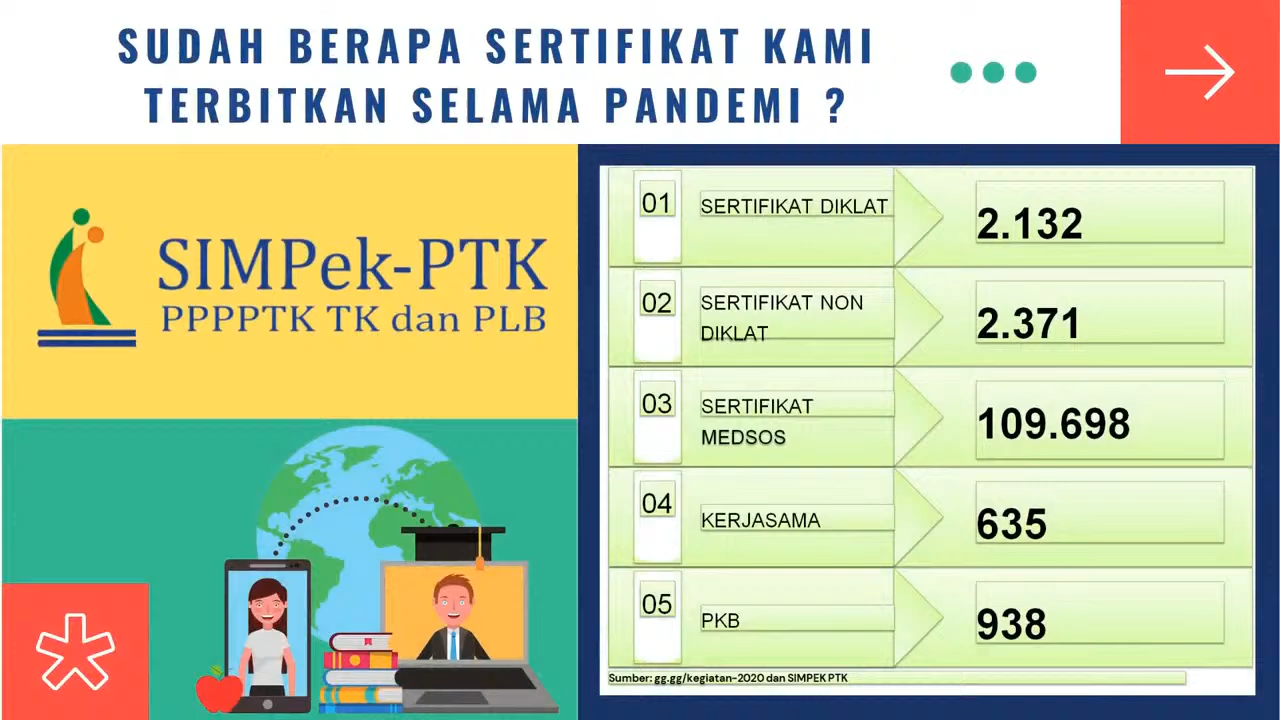 SUDAH BERAPA SERTIFIKAT KAMI
TERBITKAN SELAMA PANDEMI ?
SIMPek-PTK
PPPPTK TK dan PLB
01
SERTIFIKAT DIKLAT
2.132
02
SERTIFIKAT NON
DIKLAT
2.371
03
SERTIFIKAT
MEDSOS
109.698
04
KERJASAMA
635
05
PKB
938
Sumber: gg.gg/kegiatan-2020 dan SIMPEK PTK